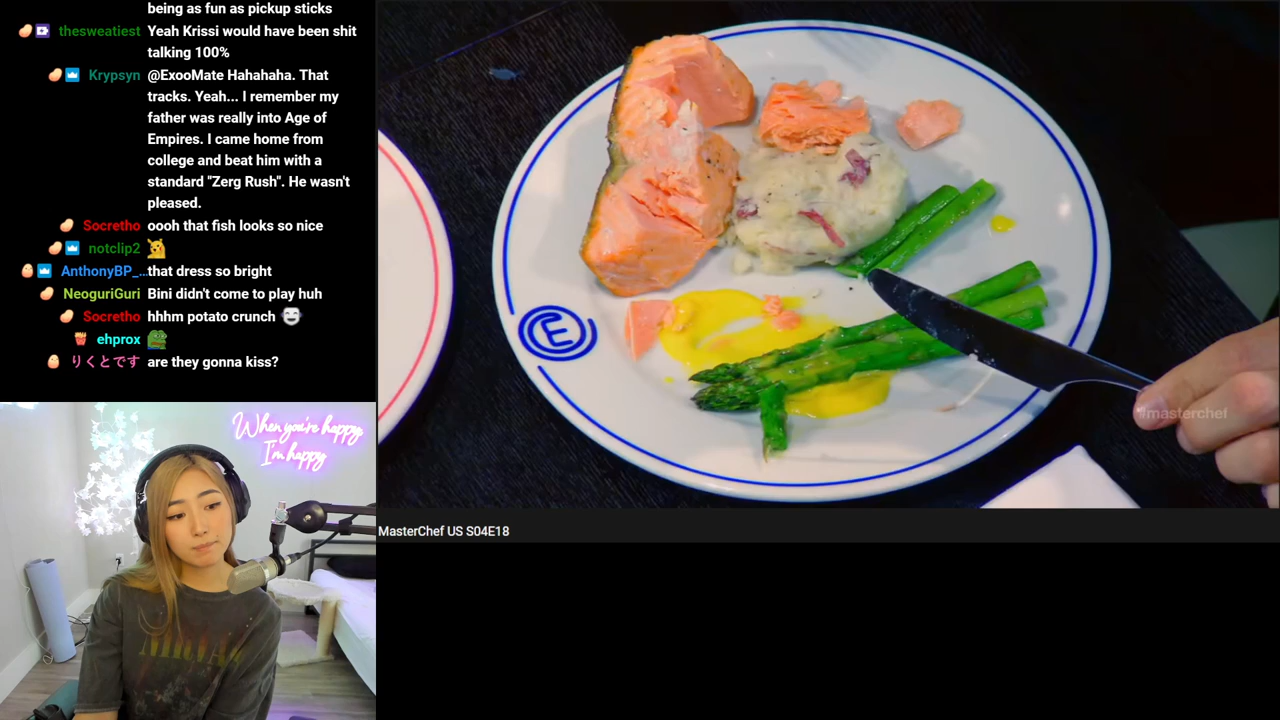 being as fun as pickup sticks
thesweatiest Yeah Krissi would have been shit
talking 100%
Krypsyn @ExooMate Hahahaha. That
tracks. Yeah... I remember my
father was really into Age of
Empires. I came home from
college and beat him with a
standard "Zerg Rush". He wasn't
pleased.
Socretho oooh that fish looks so nice
notclip2
AnthonyBP_... that dress so bright
NeoguriGuri Bini didn't come to play huh
Socretho hhhm potato crunch
ehprox
りくとです are they gonna kiss?
When you're happy
I'm happy
NIRVANA
E
#masterchef
MasterChef US S04E18